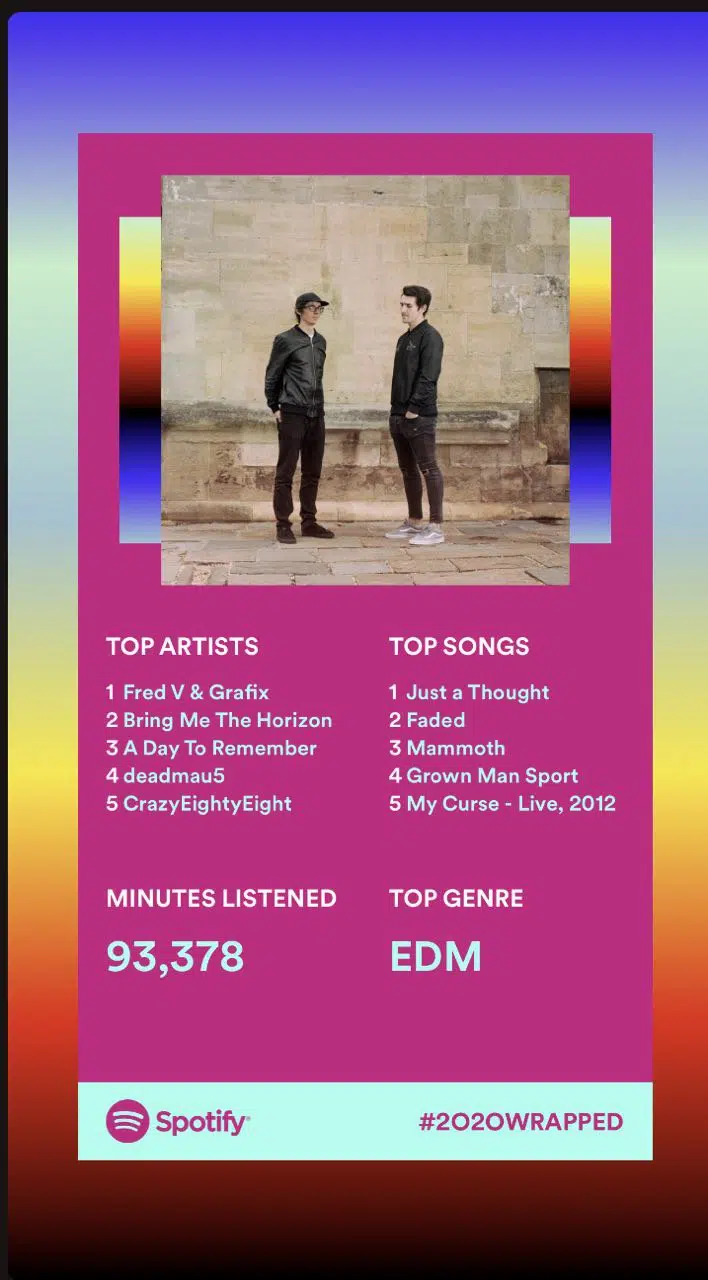 TOP ARTISTS
1 Fred V & Grafix
2 Bring Me The Horizon
3 A Day To Remember
4 deadmau5
5 CrazyEightyEight
TOP SONGS
1 Just a Thought
2 Faded
3 Mammoth
4 Grown Man Sport
5 My Curse - Live, 2012
MINUTES LISTENED
93,378
TOP GENRE
EDM
Spotify®
#2020WRAPPED